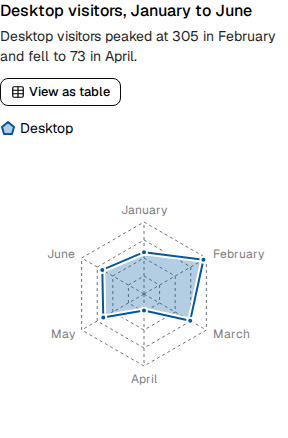 Desktop visitors, January to June
Desktop visitors peaked at 305 in February
and fell to 73 in April.
View as table
Desktop
January
June
February
May
March
April